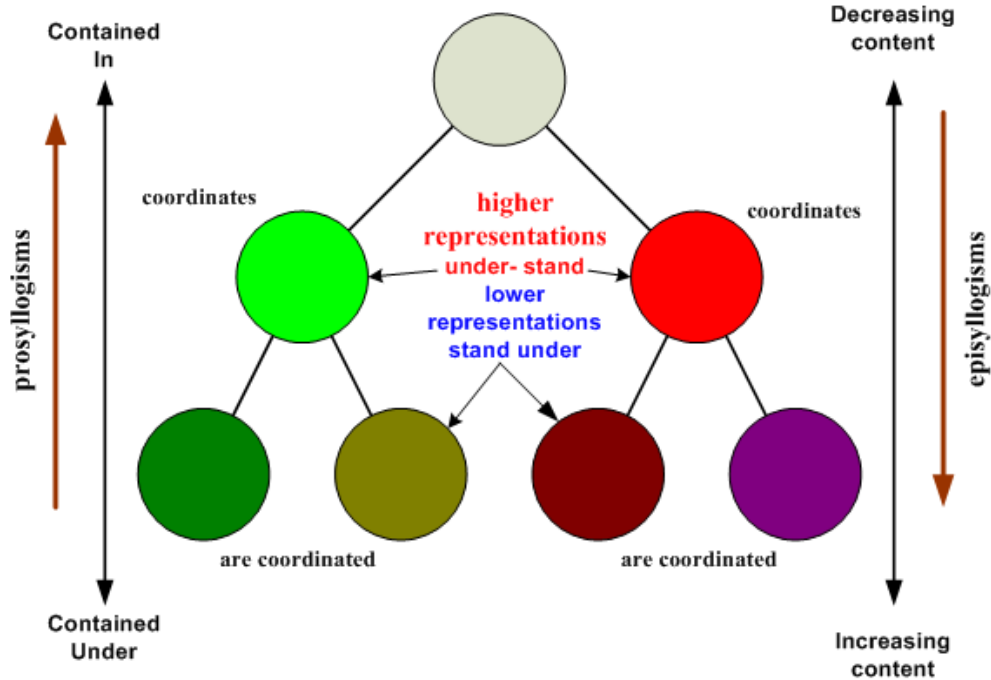 Contained
In
Decreasing
content
coordinates
coordinates
higher
representations
under- stand
lower
representations
stand under
prosyllogisms
episyllogisms
are coordinated
are coordinated
Contained
Under
Increasing
content